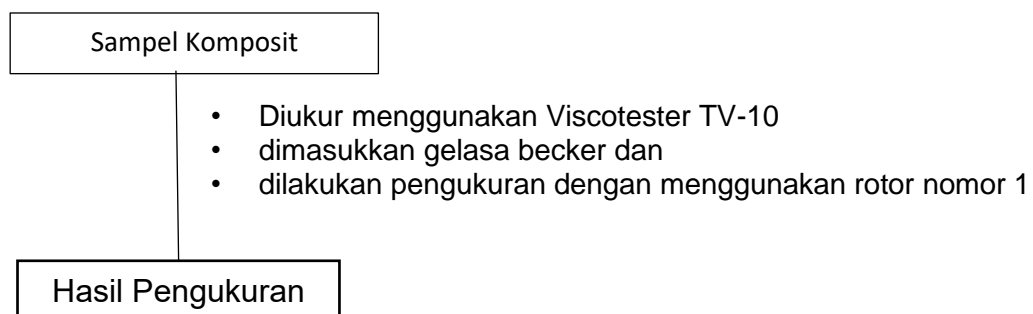 Sampel Komposit
• Diukur menggunakan Viscotester TV-10
• dimasukkan gelasa becker dan
• dilakukan pengukuran dengan menggunakan rotor nomor 1
Hasil Pengukuran